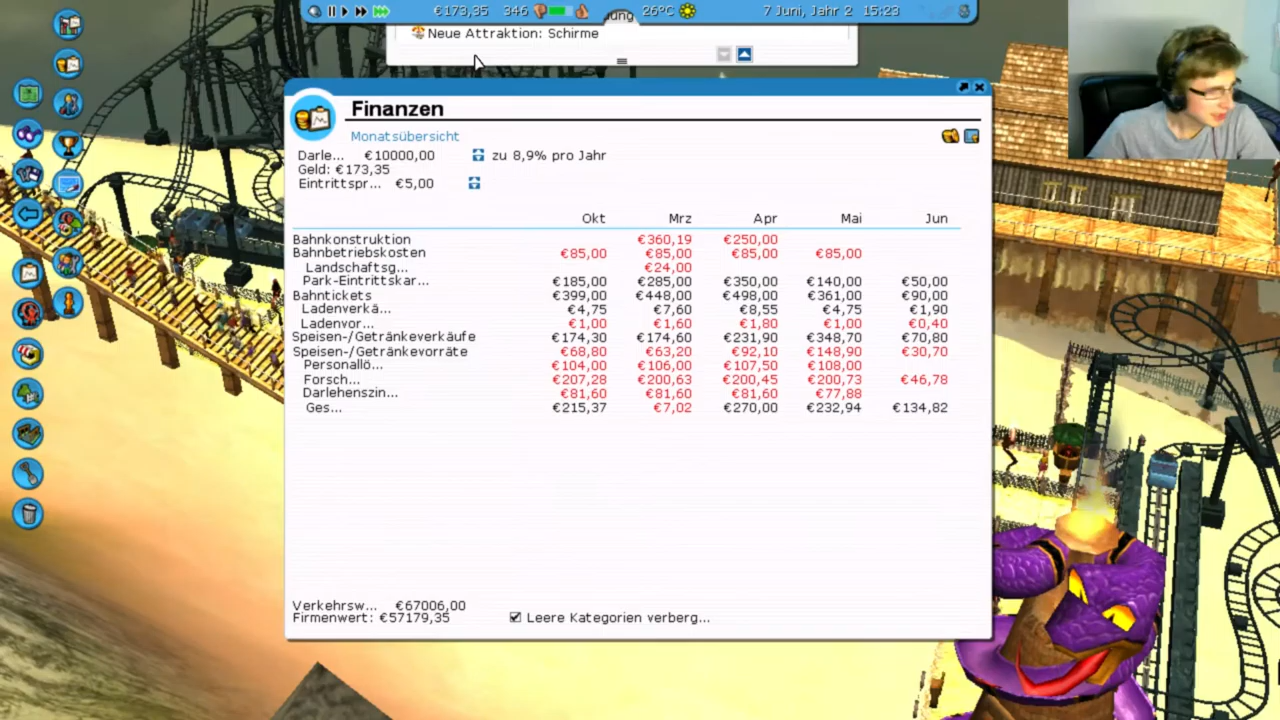 €173,35 346 26°C 7 Juni, Jahr 2 15:23
Neue Attraktion: Schirme
Finanzen
Monatsübersicht
Darle... €10000,00 zu 8,9% pro Jahr
Geld: €173,35
Eintrittspr... €5,00
Okt Mrz Apr Mai Jun
Bahnkonstruktion €360,19 €250,00
Bahnbetriebskosten €85,00 €85,00 €85,00 €85,00
Landschaftsg... €24,00
Park-Eintrittskar... €185,00 €285,00 €350,00 €140,00 €50,00
Bahntickets €399,00 €448,00 €498,00 €361,00 €90,00
Ladenverkä... €4,75 €7,60 €8,55 €4,75 €1,90
Ladenvor... €1,00 €1,60 €1,80 €1,00 €0,40
Speisen-/Getränkeverkäufe €174,30 €174,60 €231,90 €348,70 €70,80
Speisen-/Getränkevorräte €68,80 €63,20 €92,10 €148,90 €30,70
Personallö... €104,00 €106,00 €107,50 €108,00
Forsch... €207,28 €200,63 €200,45 €200,73 €46,78
Darlehenszin... €81,60 €81,60 €81,60 €77,88
Ges... €215,37 €7,02 €270,00 €232,94 €134,82
Verkehrsw... €67006,00
Firmenwert: €57179,35
Leere Kategorien verberg...